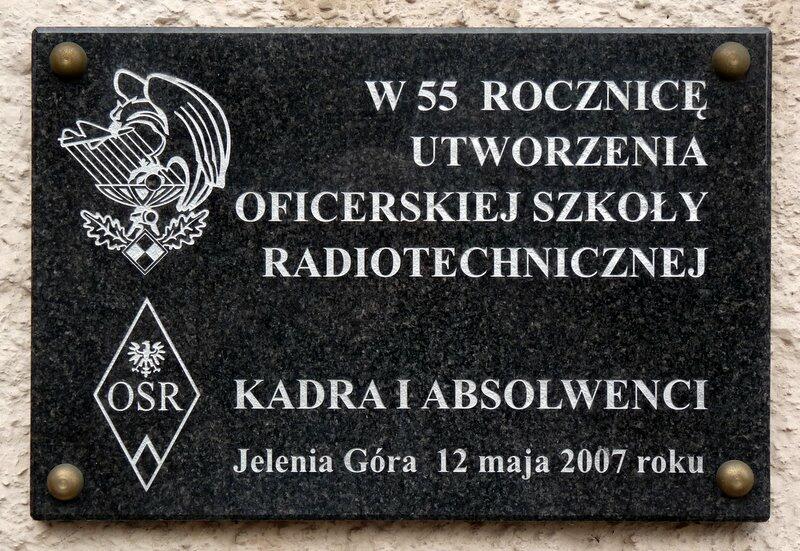 W 55 ROCZNICĘ
UTWORZENIA
OFICERSKIEJ SZKOŁY
RADIOTECHNICZNEJ
OSR
KADRA I ABSOLWENCI
Jelenia Góra 12 maja 2007 roku